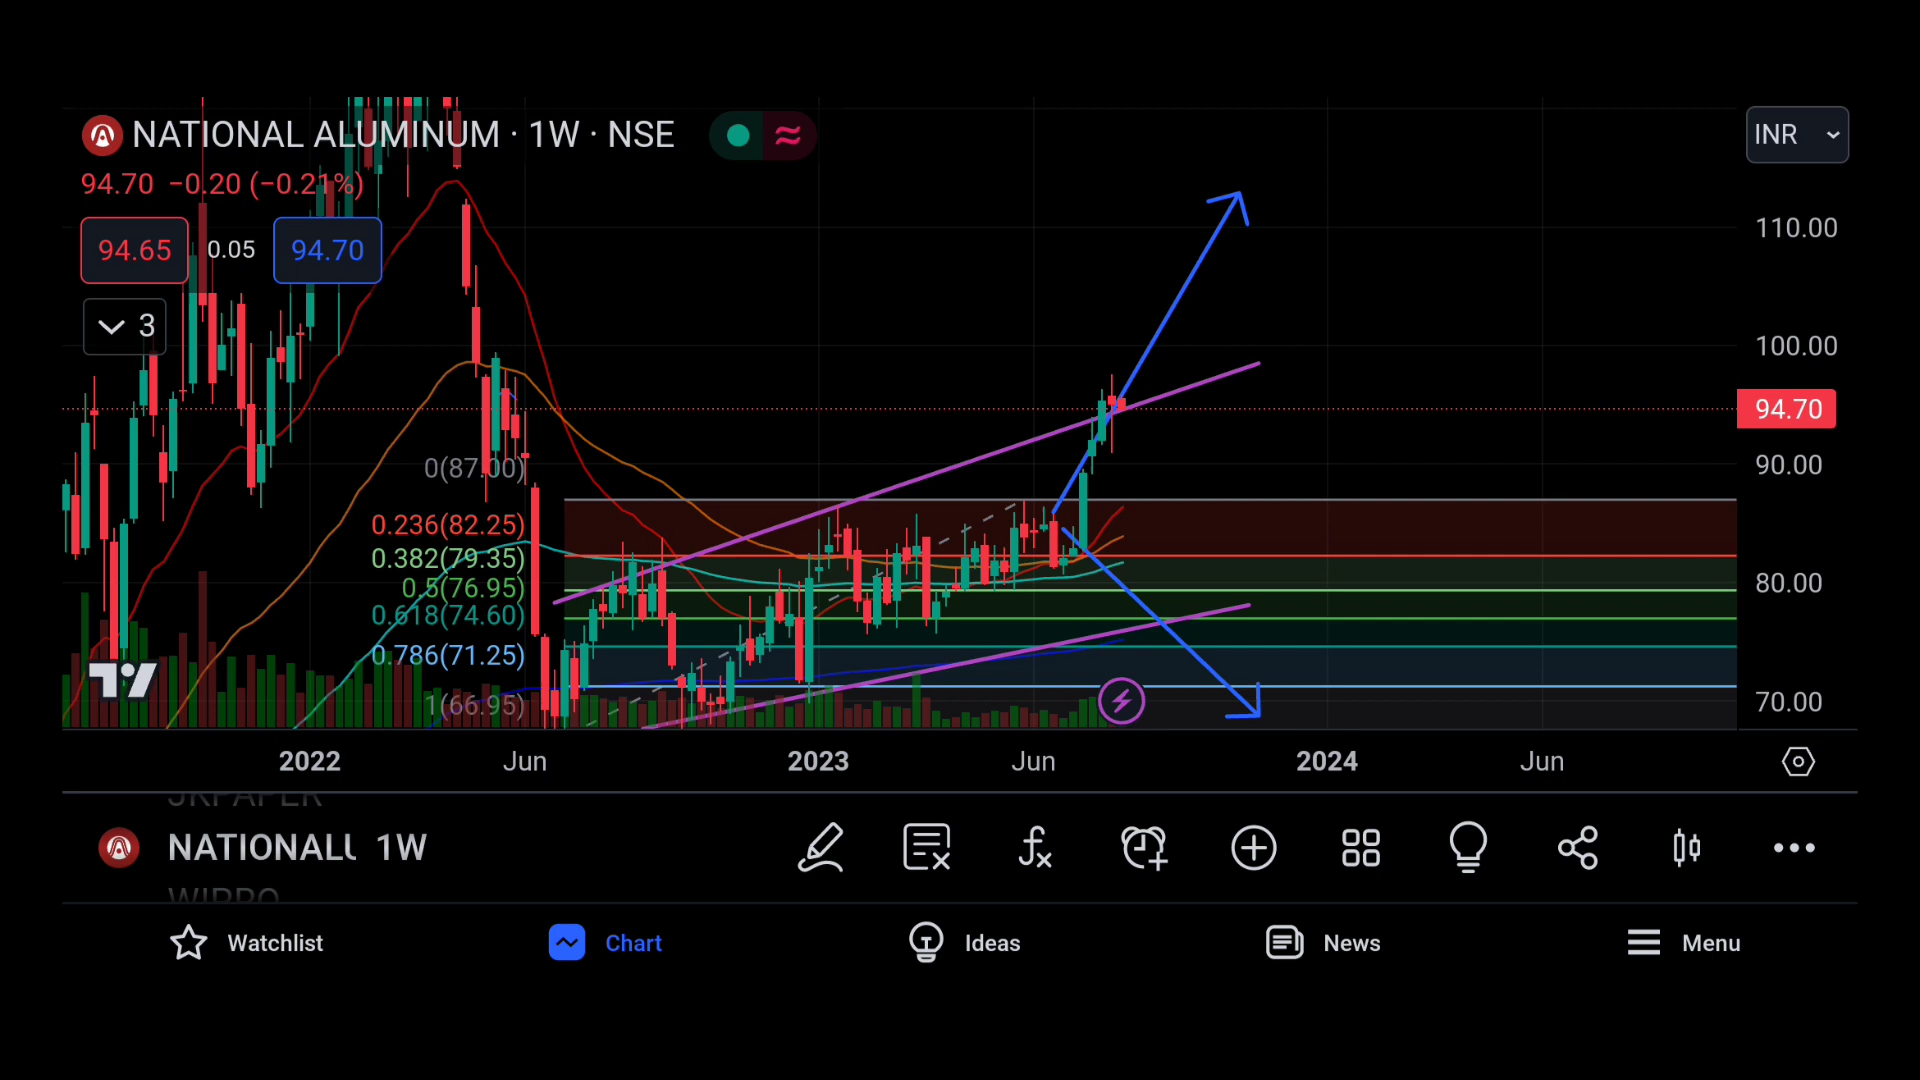 NATIONAL ALUMINUM · 1W · NSE
INR
94.70 −0.20 (−0.21%)
94.65 0.05 94.70
3
110.00
100.00
94.70
90.00
80.00
70.00
0(87.00)
0.236(82.25)
0.382(79.35)
0.5(76.95)
0.618(74.60)
0.786(71.25)
1(66.95)
2022 Jun 2023 Jun 2024 Jun
JKPAPER
NATIONALU 1W
WIPRO
Watchlist Chart Ideas News Menu